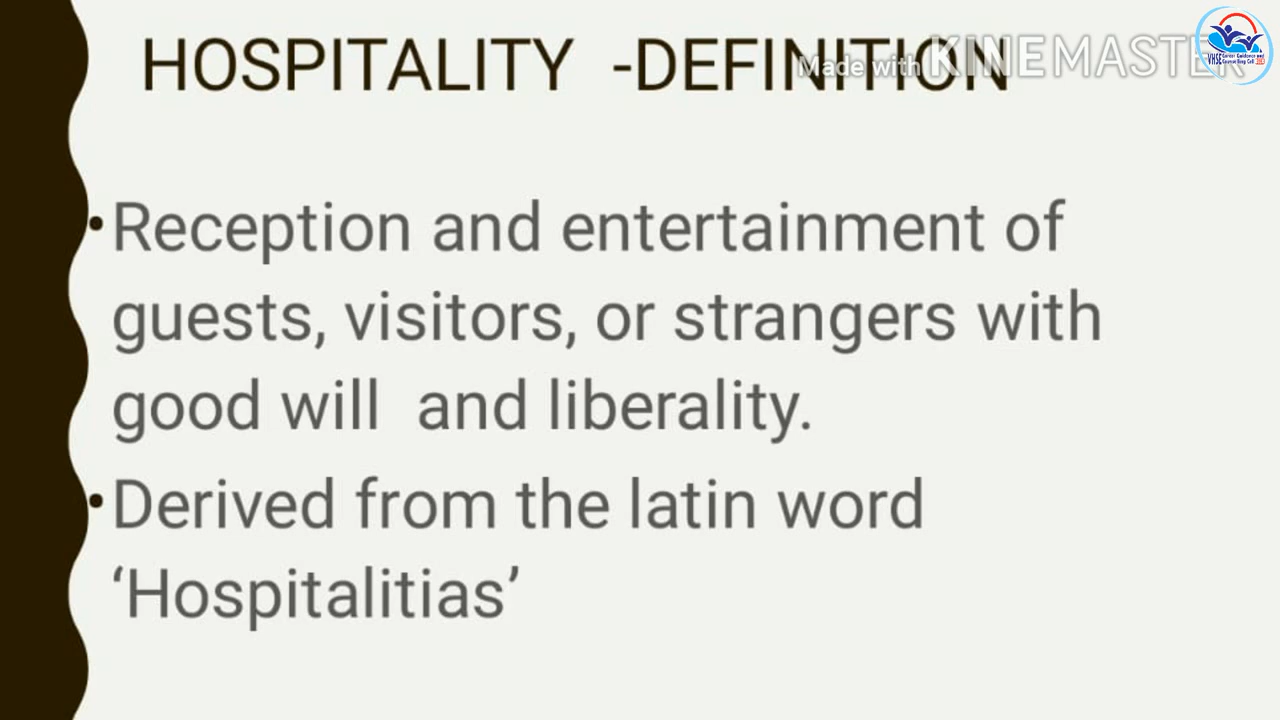 HOSPITALITY -DEFINITION
Made with KINEMASTER
•Reception and entertainment of
guests, visitors, or strangers with
good will and liberality.
•Derived from the latin word
‘Hospitalitias’
VHSE